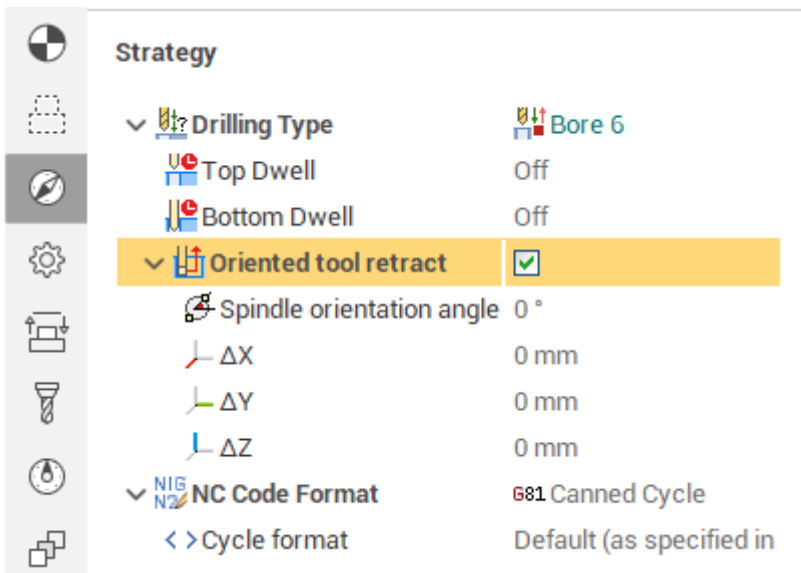 Strategy
Drilling Type Bore 6
Top Dwell Off
Bottom Dwell Off
Oriented tool retract
Spindle orientation angle 0 °
ΔX 0 mm
ΔY 0 mm
ΔZ 0 mm
NC Code Format G81 Canned Cycle
Cycle format Default (as specified in